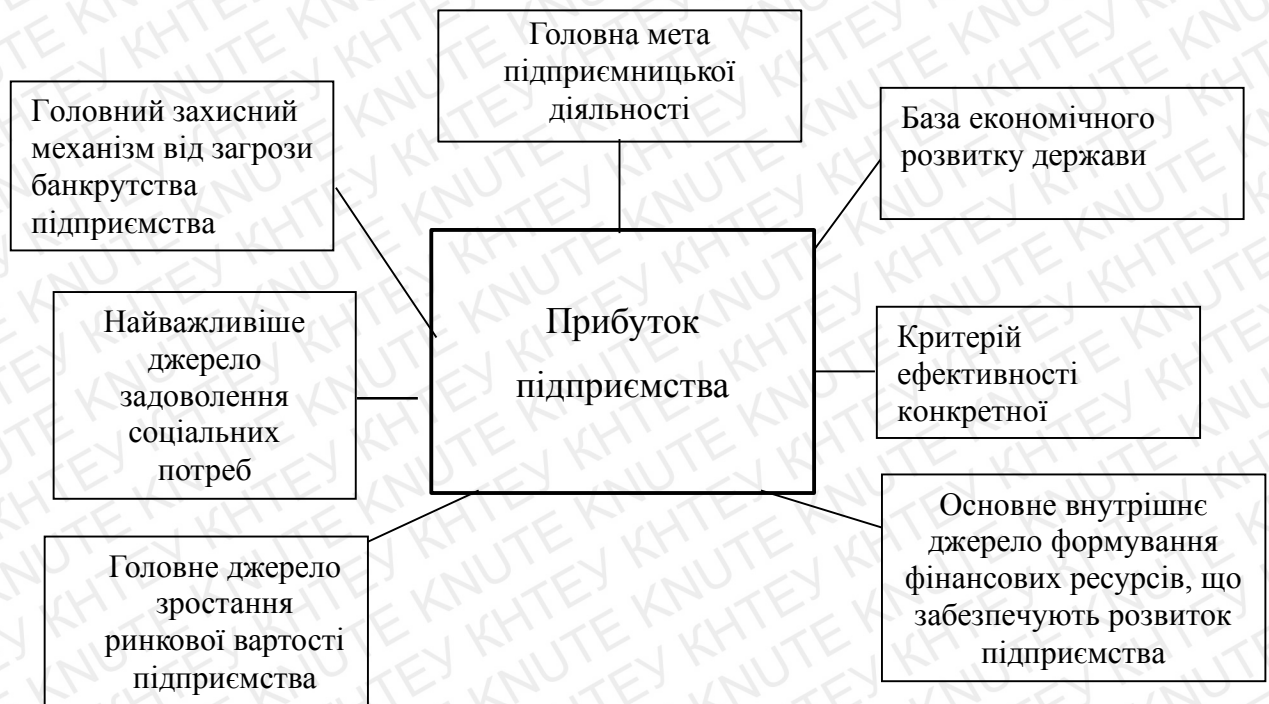 Головна мета
підприємницької
діяльності
Головний захисний
механізм від загрози
банкрутства
підприємства
База економічного
розвитку держави
Прибуток
підприємства
Найважливіше
джерело
задоволення
соціальних
потреб
Критерій
ефективності
конкретної
Головне джерело
зростання
ринкової вартості
підприємства
Основне внутрішнє
джерело формування
фінансових ресурсів, що
забезпечують розвиток
підприємства